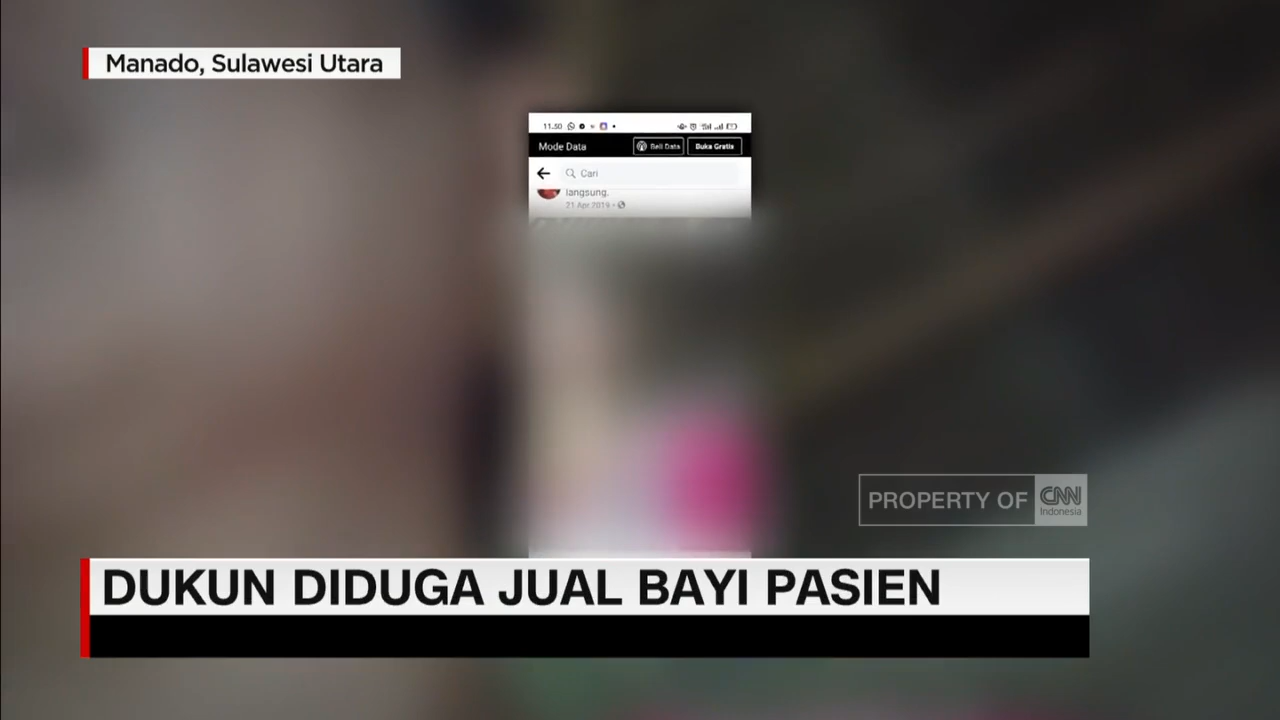 Manado, Sulawesi Utara
11.50
Mode Data
Beli Data
Buka Gratis
Cari
langsung.
21 Apr 2019
PROPERTY OF CNN Indonesia
DUKUN DIDUGA JUAL BAYI PASIEN